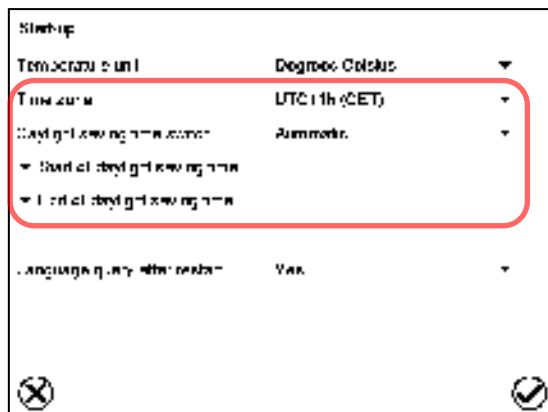 Start-up
Temperature unit Degrees Celsius
Time zone UTC+1h (CET)
Daylight saving time switch Automatic
Start of daylight saving time
End of daylight saving time
Language query after restart Yes